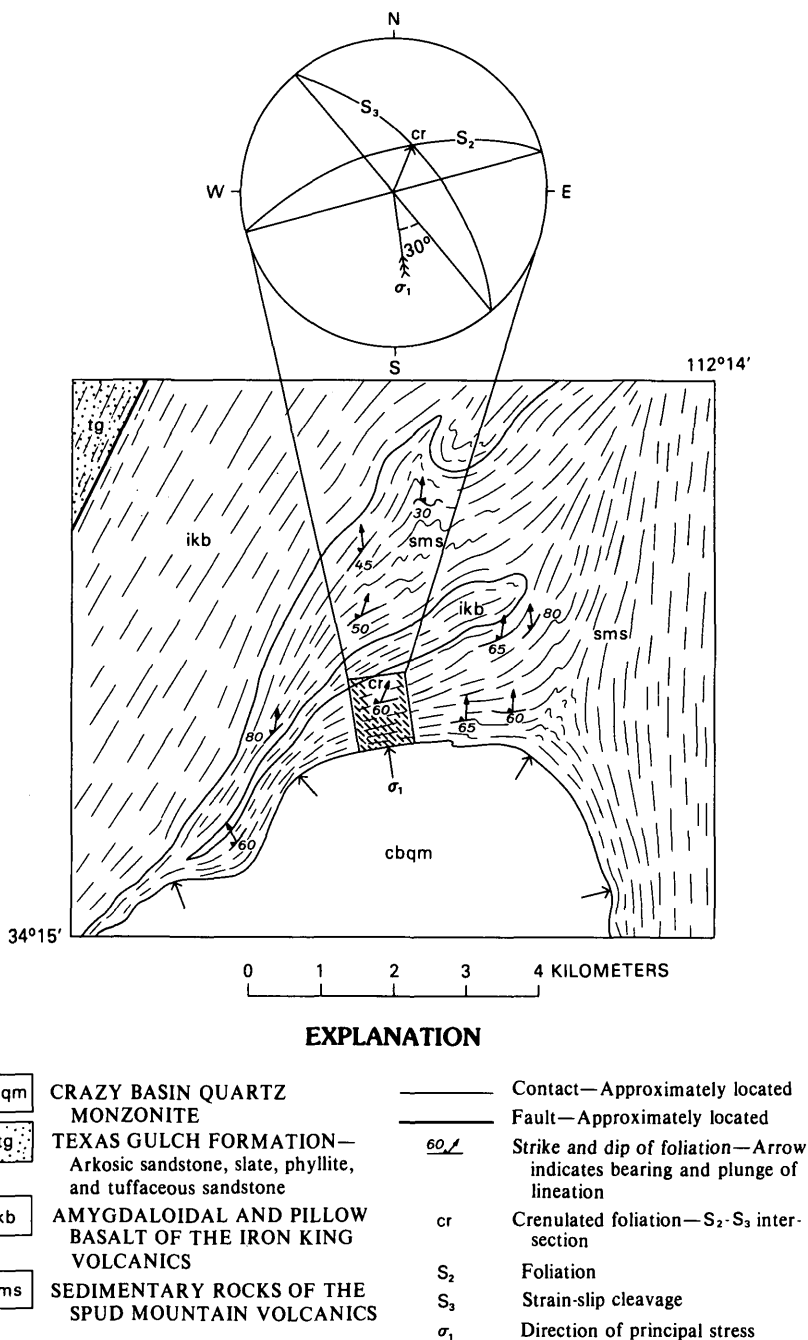 N
S₃
cr
S₂
W
E
30°
σ₁
S
112°14′
tg
ikb
30
sms
45
50
ikb
80
65
sms
cr
60
80
65
60
σ₁
60
cbqm
34°15′
0 1 2 3 4 KILOMETERS
EXPLANATION
qm CRAZY BASIN QUARTZ
MONZONITE
tg TEXAS GULCH FORMATION—
Arkosic sandstone, slate, phyllite,
and tuffaceous sandstone
kb AMYGDALOIDAL AND PILLOW
BASALT OF THE IRON KING
VOLCANICS
ms SEDIMENTARY ROCKS OF THE
SPUD MOUNTAIN VOLCANICS
Contact—Approximately located
Fault—Approximately located
60 Strike and dip of foliation—Arrow
indicates bearing and plunge of
lineation
cr Crenulated foliation—S₂-S₃ inter-
section
S₂ Foliation
S₃ Strain-slip cleavage
σ₁ Direction of principal stress